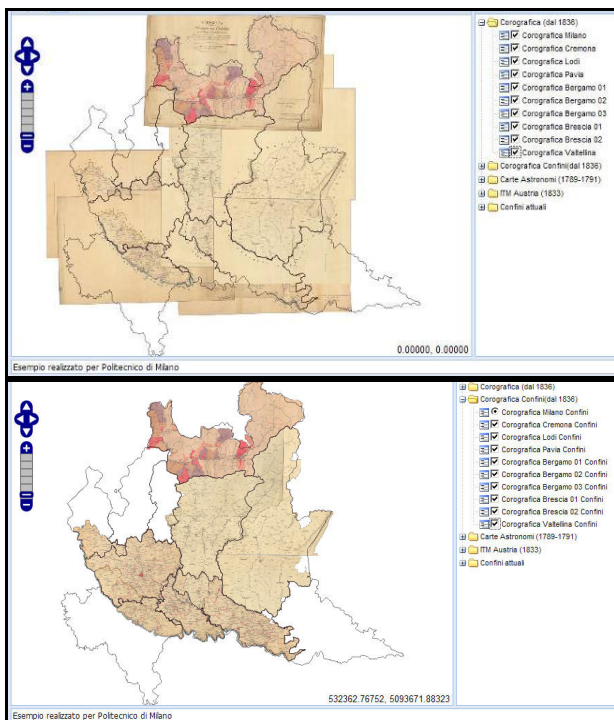 Corografica (dal 1836)
Corografica Milano
Corografica Cremona
Corografica Lodi
Corografica Pavia
Corografica Bergamo 01
Corografica Bergamo 02
Corografica Bergamo 03
Corografica Brescia 01
Corografica Brescia 02
Corografica Valtellina
Corografica Confini(dal 1836)
Carte Astronomi (1789-1791)
ITM Austria (1833)
Confini attuali
0.00000, 0.00000
Esempio realizzato per Politecnico di Milano
Corografica (dal 1836)
Corografica Confini(dal 1836)
Corografica Milano Confini
Corografica Cremona Confini
Corografica Lodi Confini
Corografica Pavia Confini
Corografica Bergamo 01 Confini
Corografica Bergamo 02 Confini
Corografica Bergamo 03 Confini
Corografica Brescia 01 Confini
Corografica Brescia 02 Confini
Corografica Valtellina Confini
Carte Astronomi (1789-1791)
ITM Austria (1833)
Confini attuali
532362.76752, 5093671.88323
Esempio realizzato per Politecnico di Milano